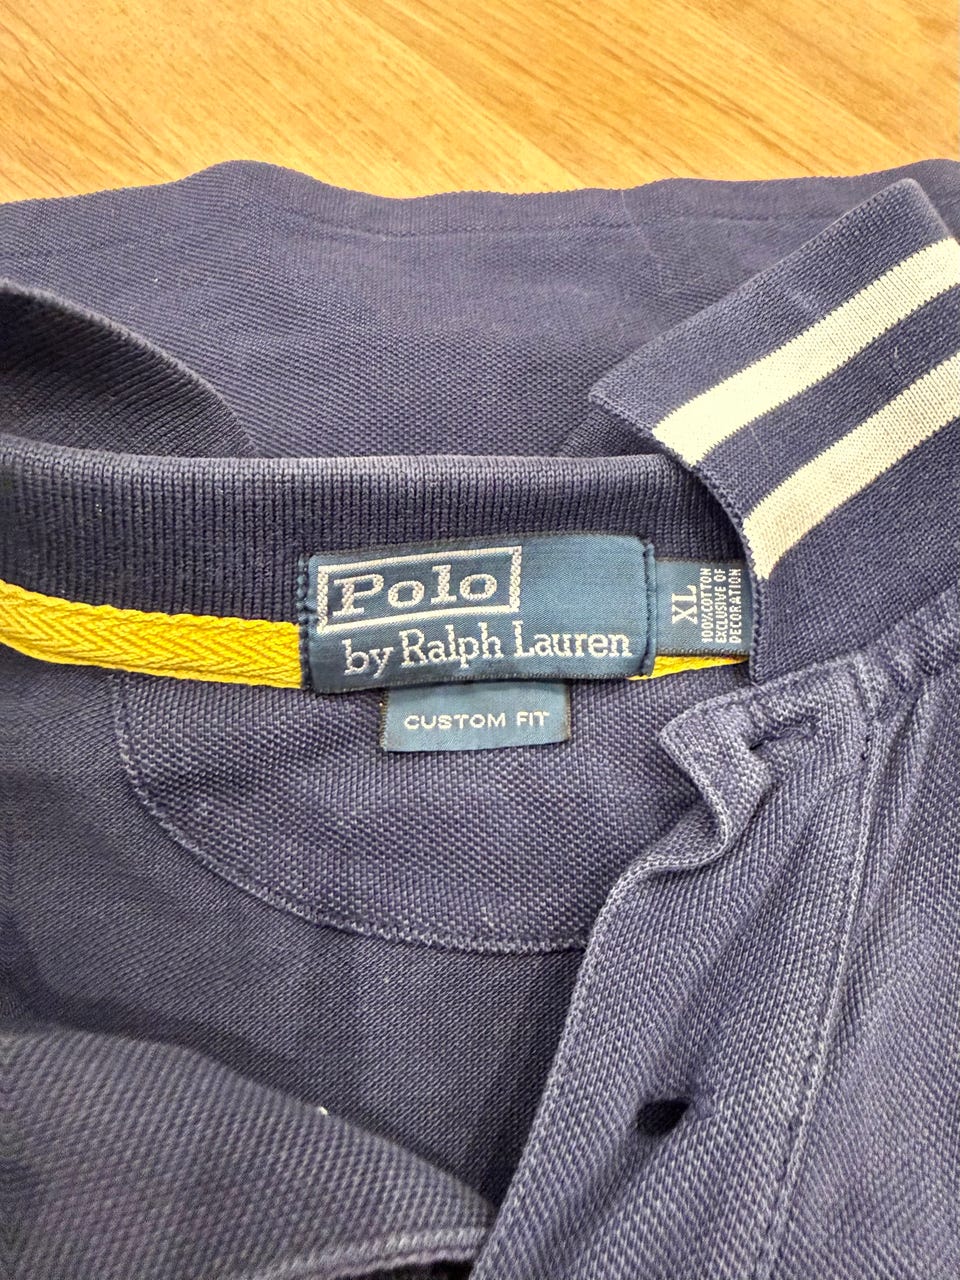 Polo
by Ralph Lauren
CUSTOM FIT
XL
100% COTTON
EXCLUSIVE OF
DECORATION